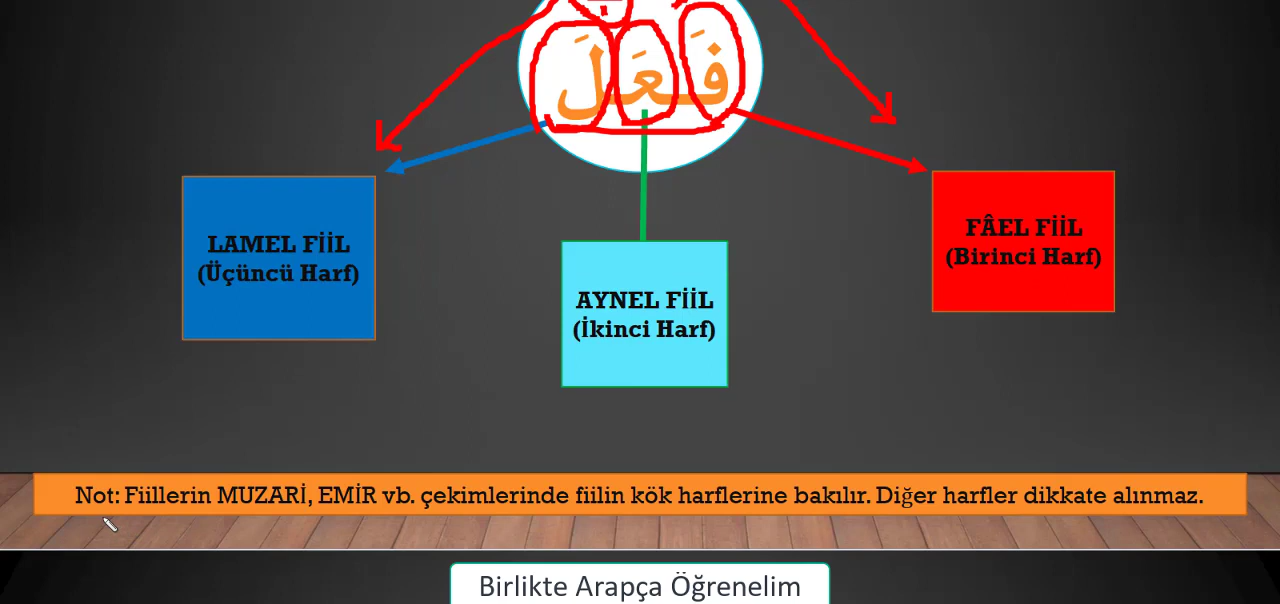 فَعَلَ
LAMEL FİİL
(Üçüncü Harf)
AYNEL FİİL
(İkinci Harf)
FÂEL FİİL
(Birinci Harf)
Not: Fiillerin MUZARİ, EMİR vb. çekimlerinde fiilin kök harflerine bakılır. Diğer harfler dikkate alınmaz.
Birlikte Arapça Öğrenelim